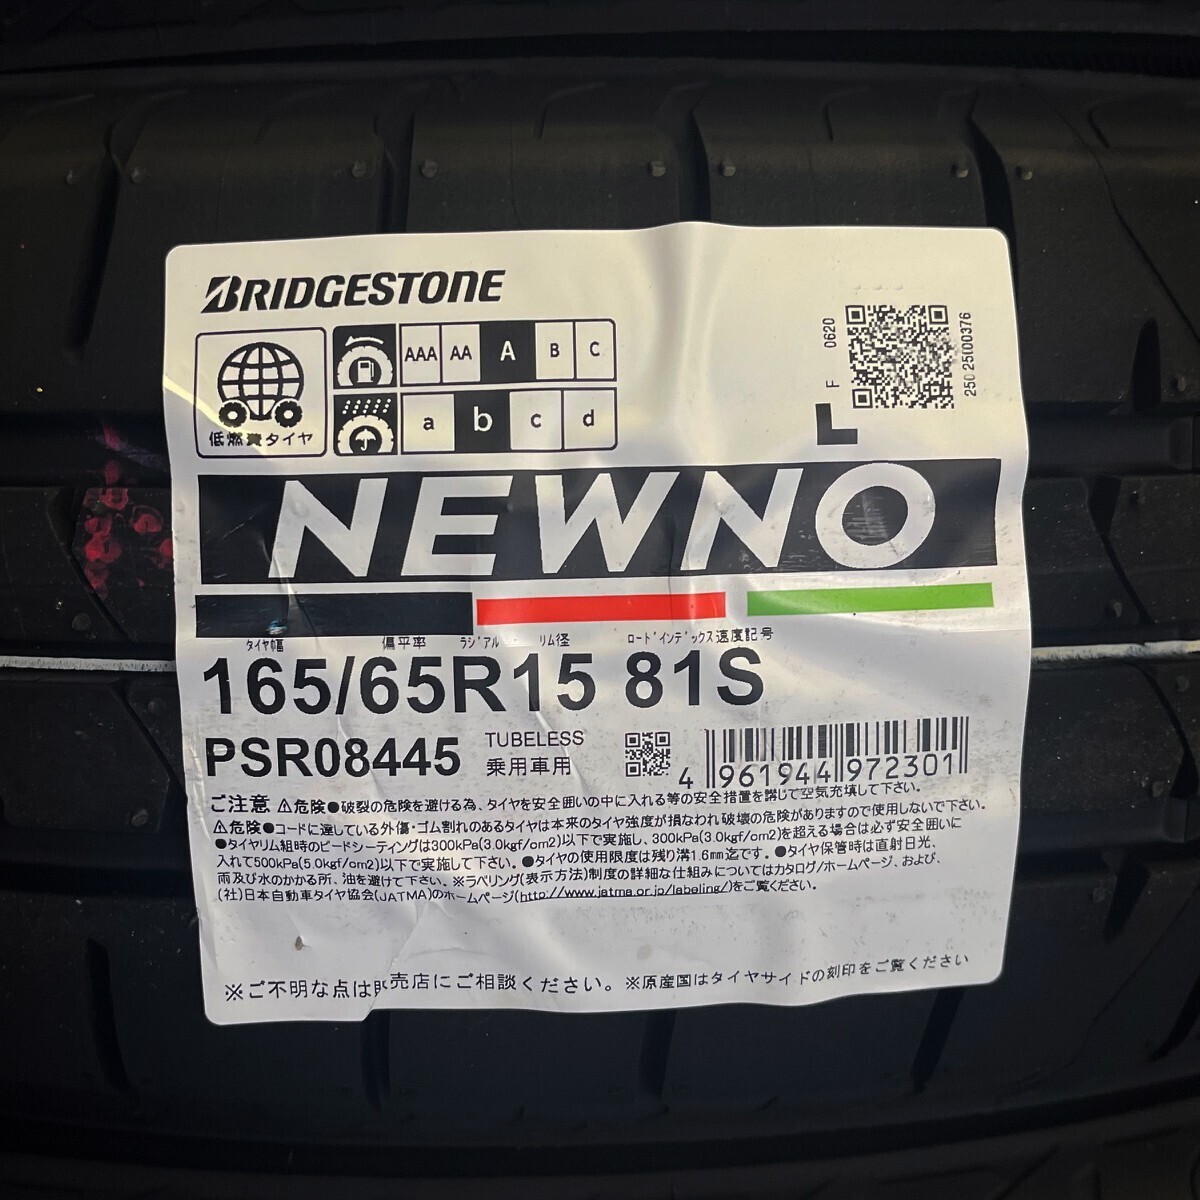 BRIDGESTONE
低燃費タイヤ
AAA AA A B C
a b c d
L
F 0620
250 25000376
NEWNO
タイヤ幅 偏平率 ラジアル リム径 ロードインデックス速度記号
165/65R15 81S
PSR08445
TUBELESS
乗用車用
4 961944 972301
ご注意 ⚠危険●破裂の危険を避ける為、タイヤを安全囲いの中に入れる等の安全措置を講じて空気充填して下さい。
⚠危険●コードに達している外傷・ゴム割れのあるタイヤは本来のタイヤ強度が損なわれ破壊の危険がありますので使用しないで下さい。
●タイヤリム組時のビードシーティングは300kPa(3.0kgf/cm2)以下で実施し、300kPa(3.0kgf/cm2)を超える場合は必ず安全囲いに
入れて500kPa(5.0kgf/cm2)以下で実施して下さい。●タイヤの使用限度は残り溝1.6mm迄です。●タイヤ保管時は直射日光、
雨及び水のかかる所、油を避けて下さい。※ラベリング(表示方法)制度の詳細な仕組みについてはカタログ/ホームページ、および、
(社)日本自動車タイヤ協会(JATMA)のホームページ(http://www.jatma.or.jp/labeling/)をご覧ください。
※ご不明な点は販売店にご相談ください。※原産国はタイヤサイドの刻印をご覧ください